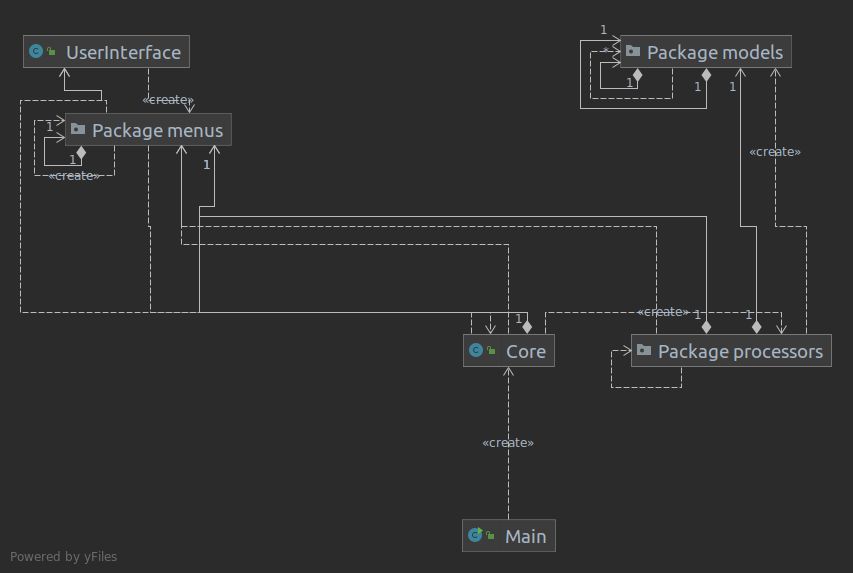 1
UserInterface
Package models
*
1
1
1
«create»
1
Package menus
1
«create»
1
«create»
«create»
1
1
1
Core
Package processors
«create»
Main
Powered by yFiles